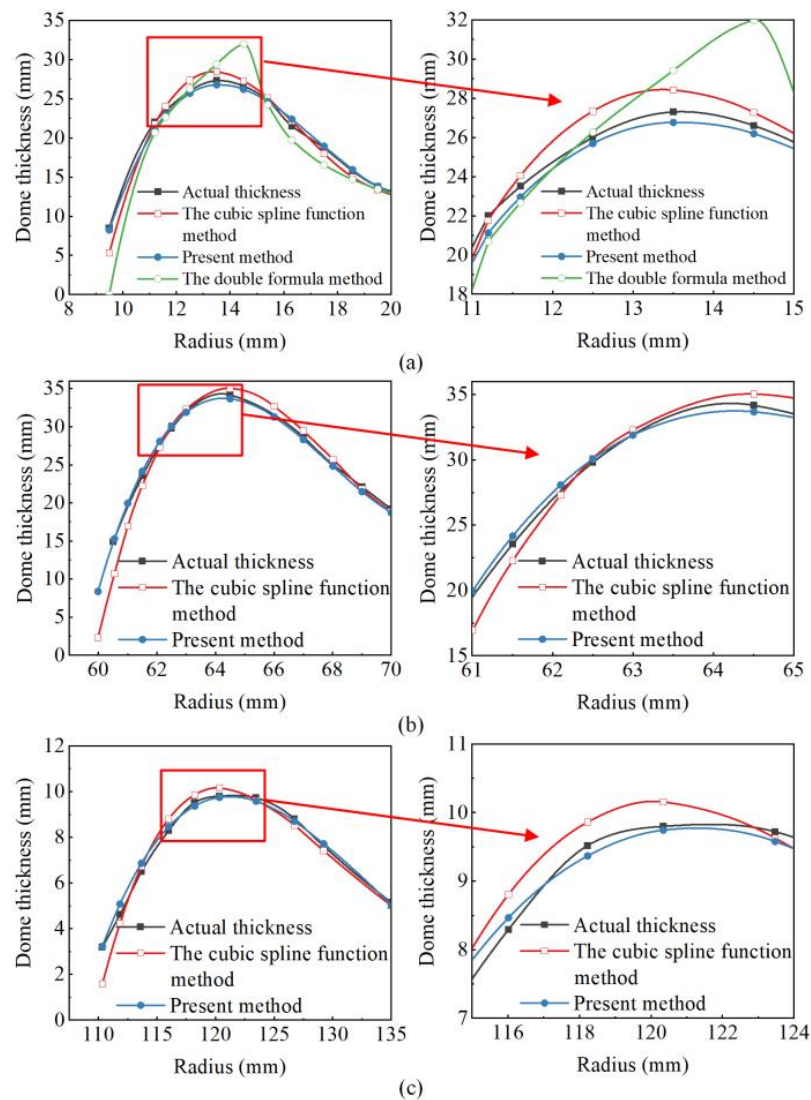 Dome thickness (mm)
35
30
25
20
15
10
5
0
Actual thickness
The cubic spline function
method
Present method
The double formula method
8 10 12 14 16 18 20
Radius (mm)
Dome thickness (mm)
32
30
28
26
24
22
20
18
Actual thickness
The cubic spline function
method
Present method
The double formula method
11 12 13 14 15
Radius (mm)
(a)
Dome thickness (mm)
35
30
25
20
15
10
5
0
Actual thickness
The cubic spline function
method
Present method
60 62 64 66 68 70
Radius (mm)
Dome thickness (mm)
35
30
25
20
15
Actual thickness
The cubic spline function
method
Present method
61 62 63 64 65
Radius (mm)
(b)
Dome thickness (mm)
12
10
8
6
4
2
0
Actual thickness
The cubic spline function
method
Present method
110 115 120 125 130 135
Radius (mm)
Dome thickness (mm)
11
10
9
8
7
Actual thickness
The cubic spline function
method
Present method
116 118 120 122 124
Radius (mm)
(c)